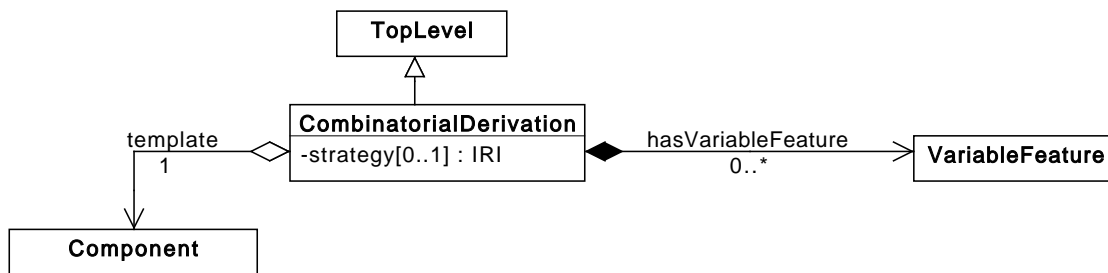 TopLevel
CombinatorialDerivation
-strategy[0..1] : IRI
template
1
hasVariableFeature
0..*
VariableFeature
Component